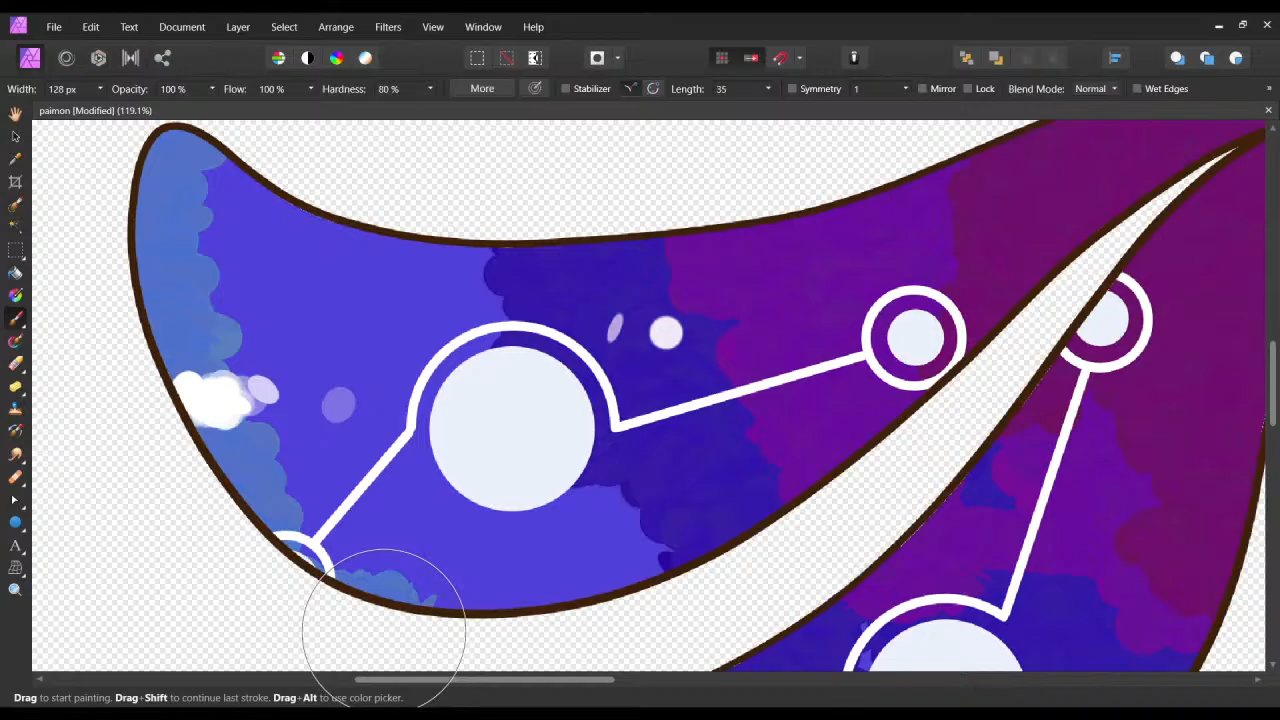 File Edit Text Document Layer Select Arrange Filters View Window Help
Width: 128 px Opacity: 100 % Flow: 100 % Hardness: 80 % More Stabilizer Length: 35 Symmetry 1 Mirror Lock Blend Mode: Normal Wet Edges »
paimon [Modified] (119.1%)
Drag to start painting. Drag+Shift to continue last stroke. Drag+Alt to use color picker.